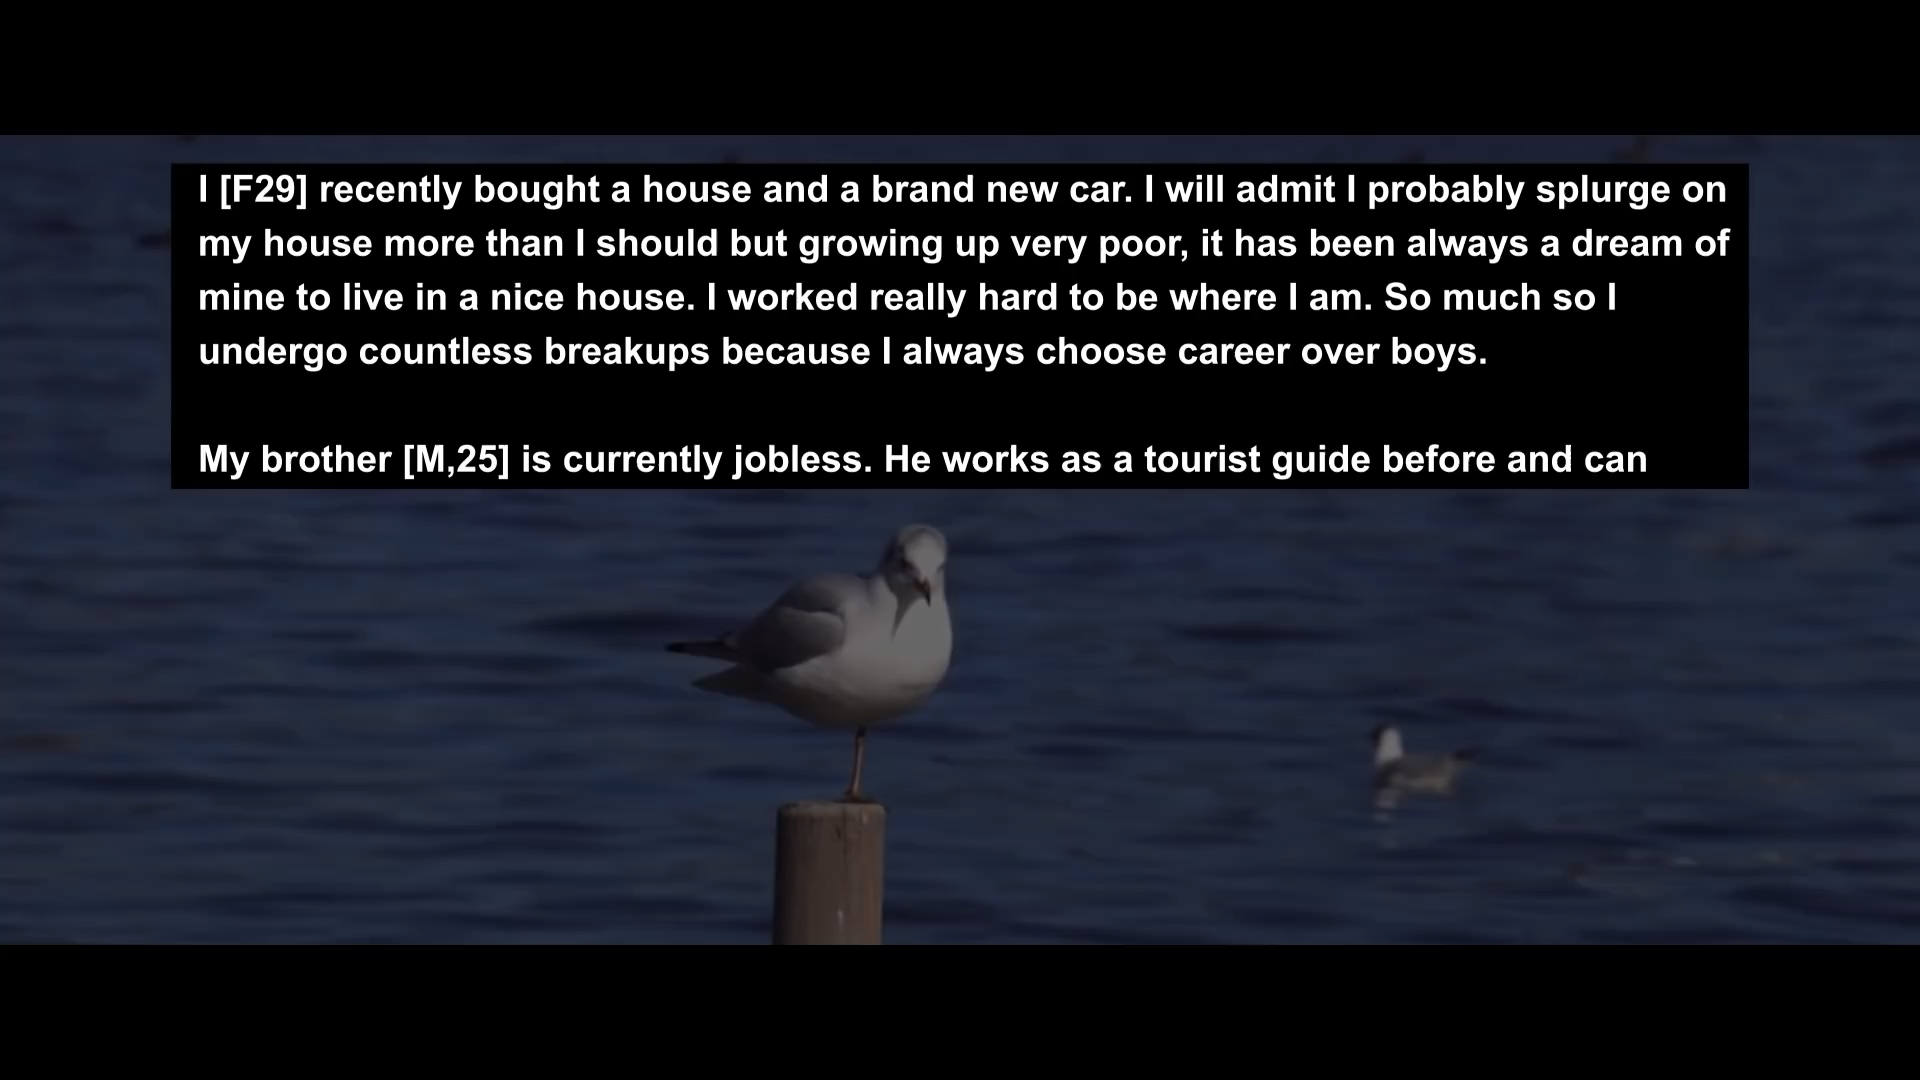 I [F29] recently bought a house and a brand new car. I will admit I probably splurge on
my house more than I should but growing up very poor, it has been always a dream of
mine to live in a nice house. I worked really hard to be where I am. So much so I
undergo countless breakups because I always choose career over boys.
My brother [M,25] is currently jobless. He works as a tourist guide before and can